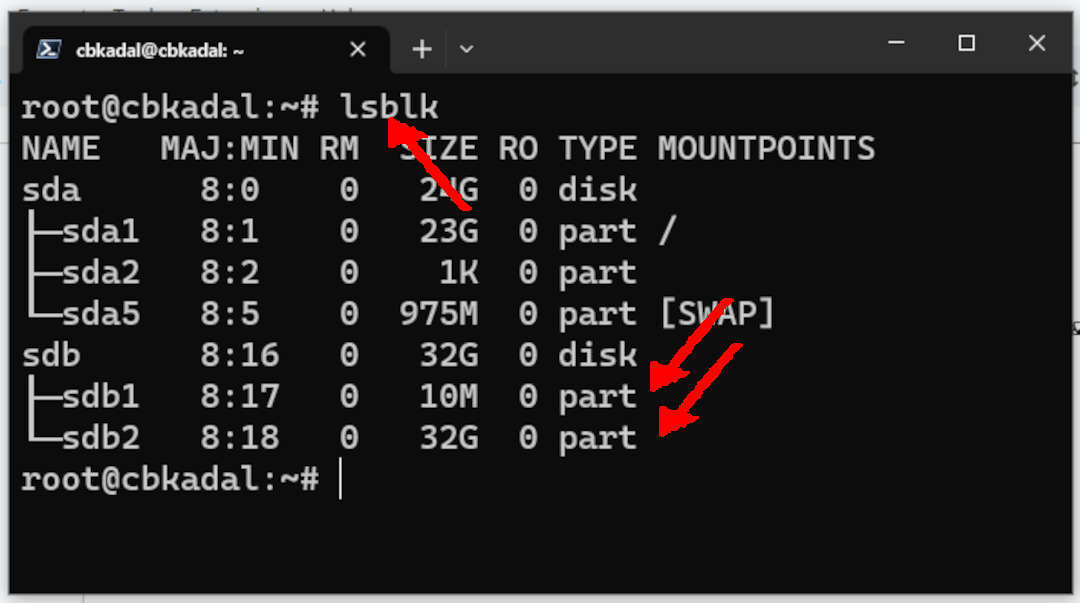 cbkadal@cbkadal: ~
root@cbkadal:~# lsblk
NAME   MAJ:MIN RM   SIZE RO TYPE MOUNTPOINTS
sda      8:0    0    24G  0 disk
├─sda1   8:1    0    23G  0 part /
├─sda2   8:2    0     1K  0 part
└─sda5   8:5    0   975M  0 part [SWAP]
sdb      8:16   0    32G  0 disk
├─sdb1   8:17   0    10M  0 part
└─sdb2   8:18   0    32G  0 part
root@cbkadal:~#